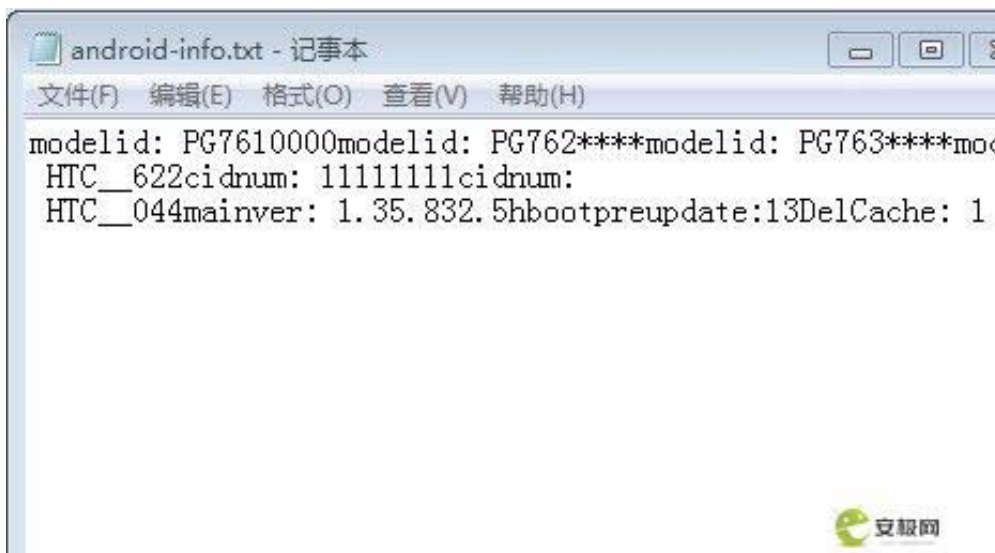 android-info.txt - 记事本
文件(F) 编辑(E) 格式(O) 查看(V) 帮助(H)
modelid: PG7610000modelid: PG762****modelid: PG763****mod
HTC__622cidnum: 11111111cidnum:
HTC__044mainver: 1.35.832.5hbootpreupdate:13DelCache: 1
安极网